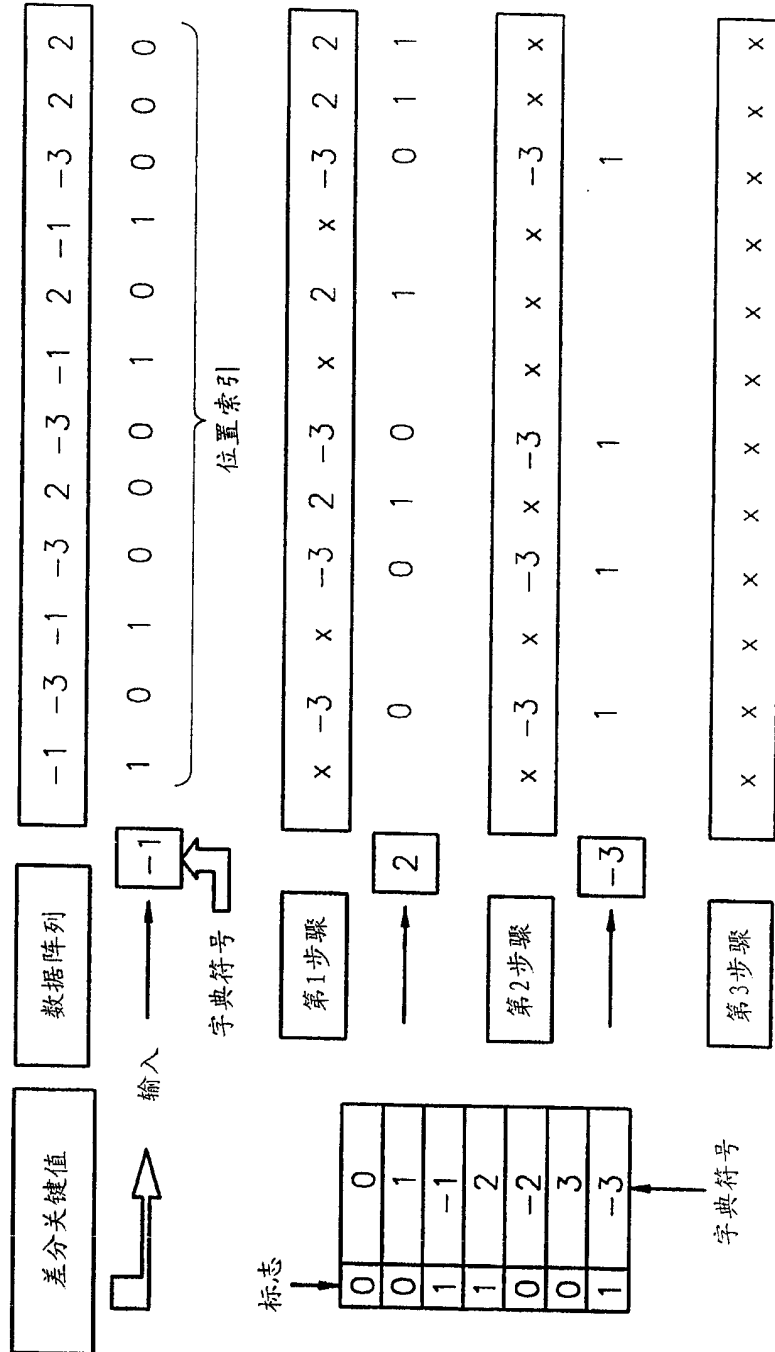 差分关键值
数据阵列
-1 -3 -1 -3 2 -3 -1 2 -1 -3 2 2
输入
-1
1 0 1 0 0 0 1 0 1 0 0 0
字典符号
位置索引
第1步骤
x -3 x -3 2 -3 x 2 x -3 2 2
2
0 0 1 0 1 0 1 1
第2步骤
x -3 x -3 x -3 x x x -3 x x
-3
1 1 1 1
第3步骤
x x x x x x x x x x x x
标志
0 0
0 1
1 -1
1 2
0 -2
0 3
1 -3
字典符号